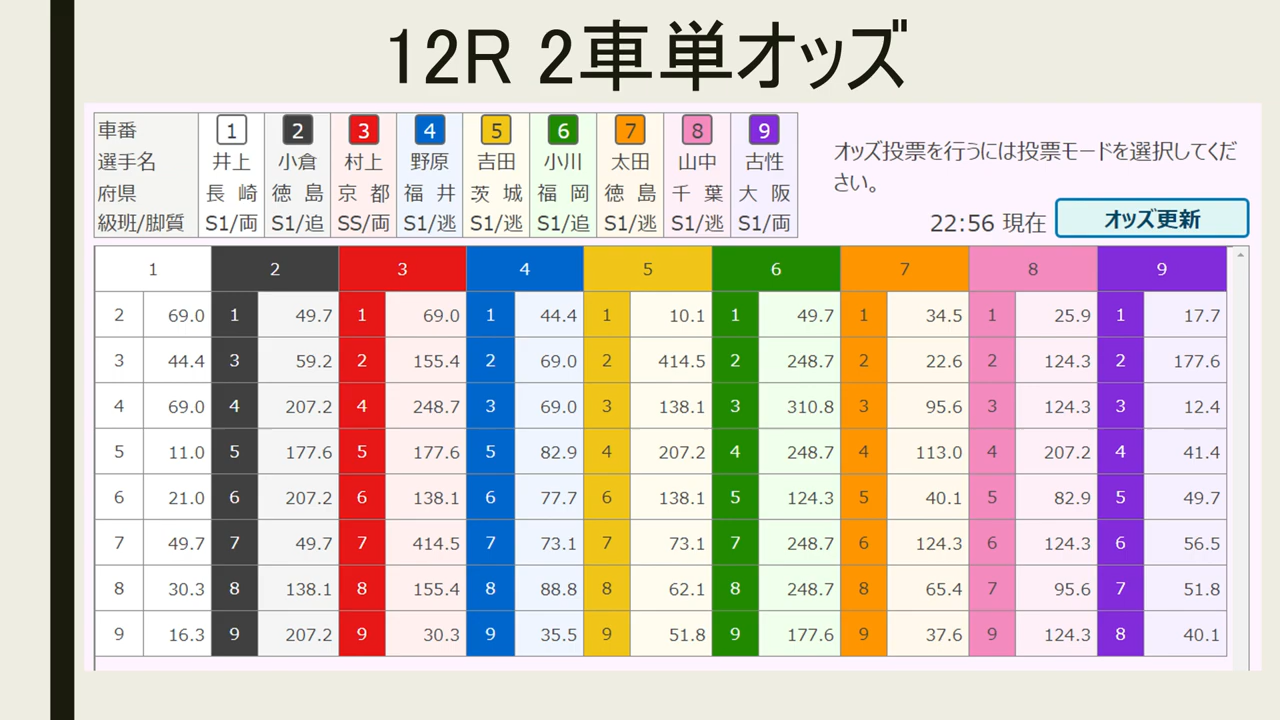 12R 2車単オッズ
車番 1 2 3 4 5 6 7 8 9
選手名 井上 小倉 村上 野原 吉田 小川 太田 山中 古性
府県 長崎 徳島 京都 福井 茨城 福岡 徳島 千葉 大阪
級班/脚質 S1/両 S1/追 SS/両 S1/逃 S1/逃 S1/追 S1/逃 S1/逃 S1/両
オッズ投票を行うには投票モードを選択してくだ
さい。
22:56 現在 オッズ更新
1 2 3 4 5 6 7 8 9
2 69.0 1 49.7 1 69.0 1 44.4 1 10.1 1 49.7 1 34.5 1 25.9 1 17.7
3 44.4 3 59.2 2 155.4 2 69.0 2 414.5 2 248.7 2 22.6 2 124.3 2 177.6
4 69.0 4 207.2 4 248.7 3 69.0 3 138.1 3 310.8 3 95.6 3 124.3 3 12.4
5 11.0 5 177.6 5 177.6 5 82.9 4 207.2 4 248.7 4 113.0 4 207.2 4 41.4
6 21.0 6 207.2 6 138.1 6 77.7 6 138.1 5 124.3 5 40.1 5 82.9 5 49.7
7 49.7 7 49.7 7 414.5 7 73.1 7 73.1 7 248.7 6 124.3 6 124.3 6 56.5
8 30.3 8 138.1 8 155.4 8 88.8 8 62.1 8 248.7 8 65.4 7 95.6 7 51.8
9 16.3 9 207.2 9 30.3 9 35.5 9 51.8 9 177.6 9 37.6 9 124.3 8 40.1